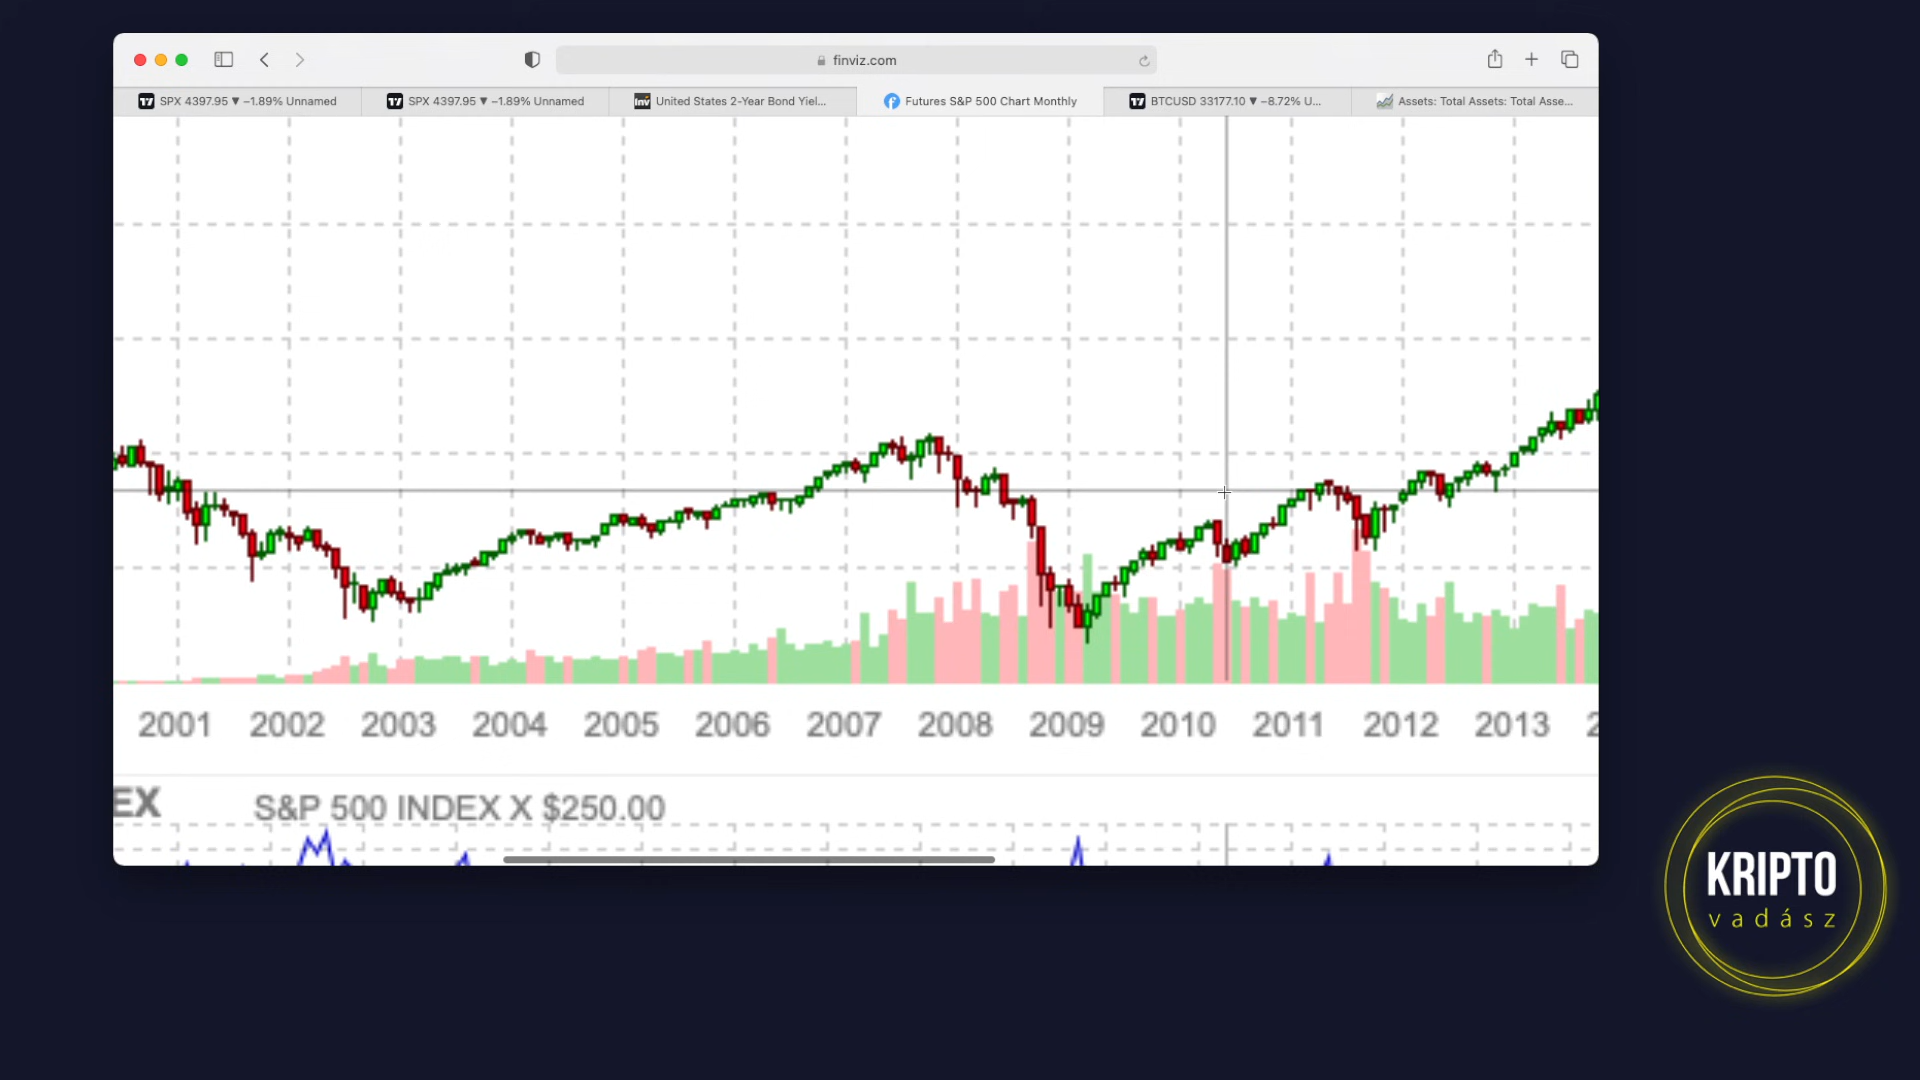 finviz.com
SPX 4397.95 ▼ −1.89% Unnamed
SPX 4397.95 ▼ −1.89% Unnamed
United States 2-Year Bond Yiel...
Futures S&P 500 Chart Monthly
BTCUSD 33177.10 ▼ −8.72% U...
Assets: Total Assets: Total Asse...
2001 2002 2003 2004 2005 2006 2007 2008 2009 2010 2011 2012 2013 2
EX S&P 500 INDEX X $250.00
KRIPTO
vadász